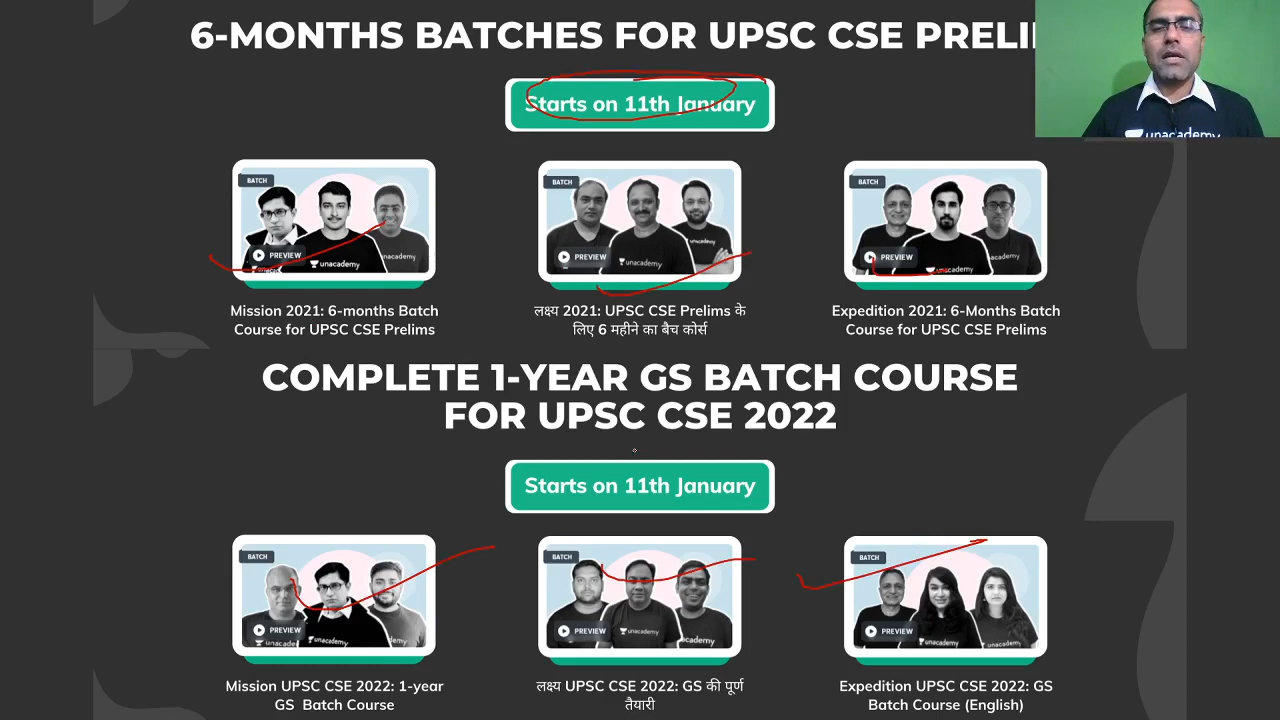 6-MONTHS BATCHES FOR UPSC CSE PRELI
Starts on 11th January
unacademy
BATCH
BATCH
BATCH
PREVIEW
unacademy
unacademy
PREVIEW
unacademy
unacademy
PREVIEW
unacademy
Mission 2021: 6-months Batch
Course for UPSC CSE Prelims
लक्ष्य 2021: UPSC CSE Prelims के
लिए 6 महीने का बैच कोर्स
Expedition 2021: 6-Months Batch
Course for UPSC CSE Prelims
COMPLETE 1-YEAR GS BATCH COURSE
FOR UPSC CSE 2022
Starts on 11th January
BATCH
BATCH
BATCH
PREVIEW
unacademy
PREVIEW
unacademy
PREVIEW
unacademy
Mission UPSC CSE 2022: 1-year
GS Batch Course
लक्ष्य UPSC CSE 2022: GS की पूर्ण
तैयारी
Expedition UPSC CSE 2022: GS
Batch Course (English)